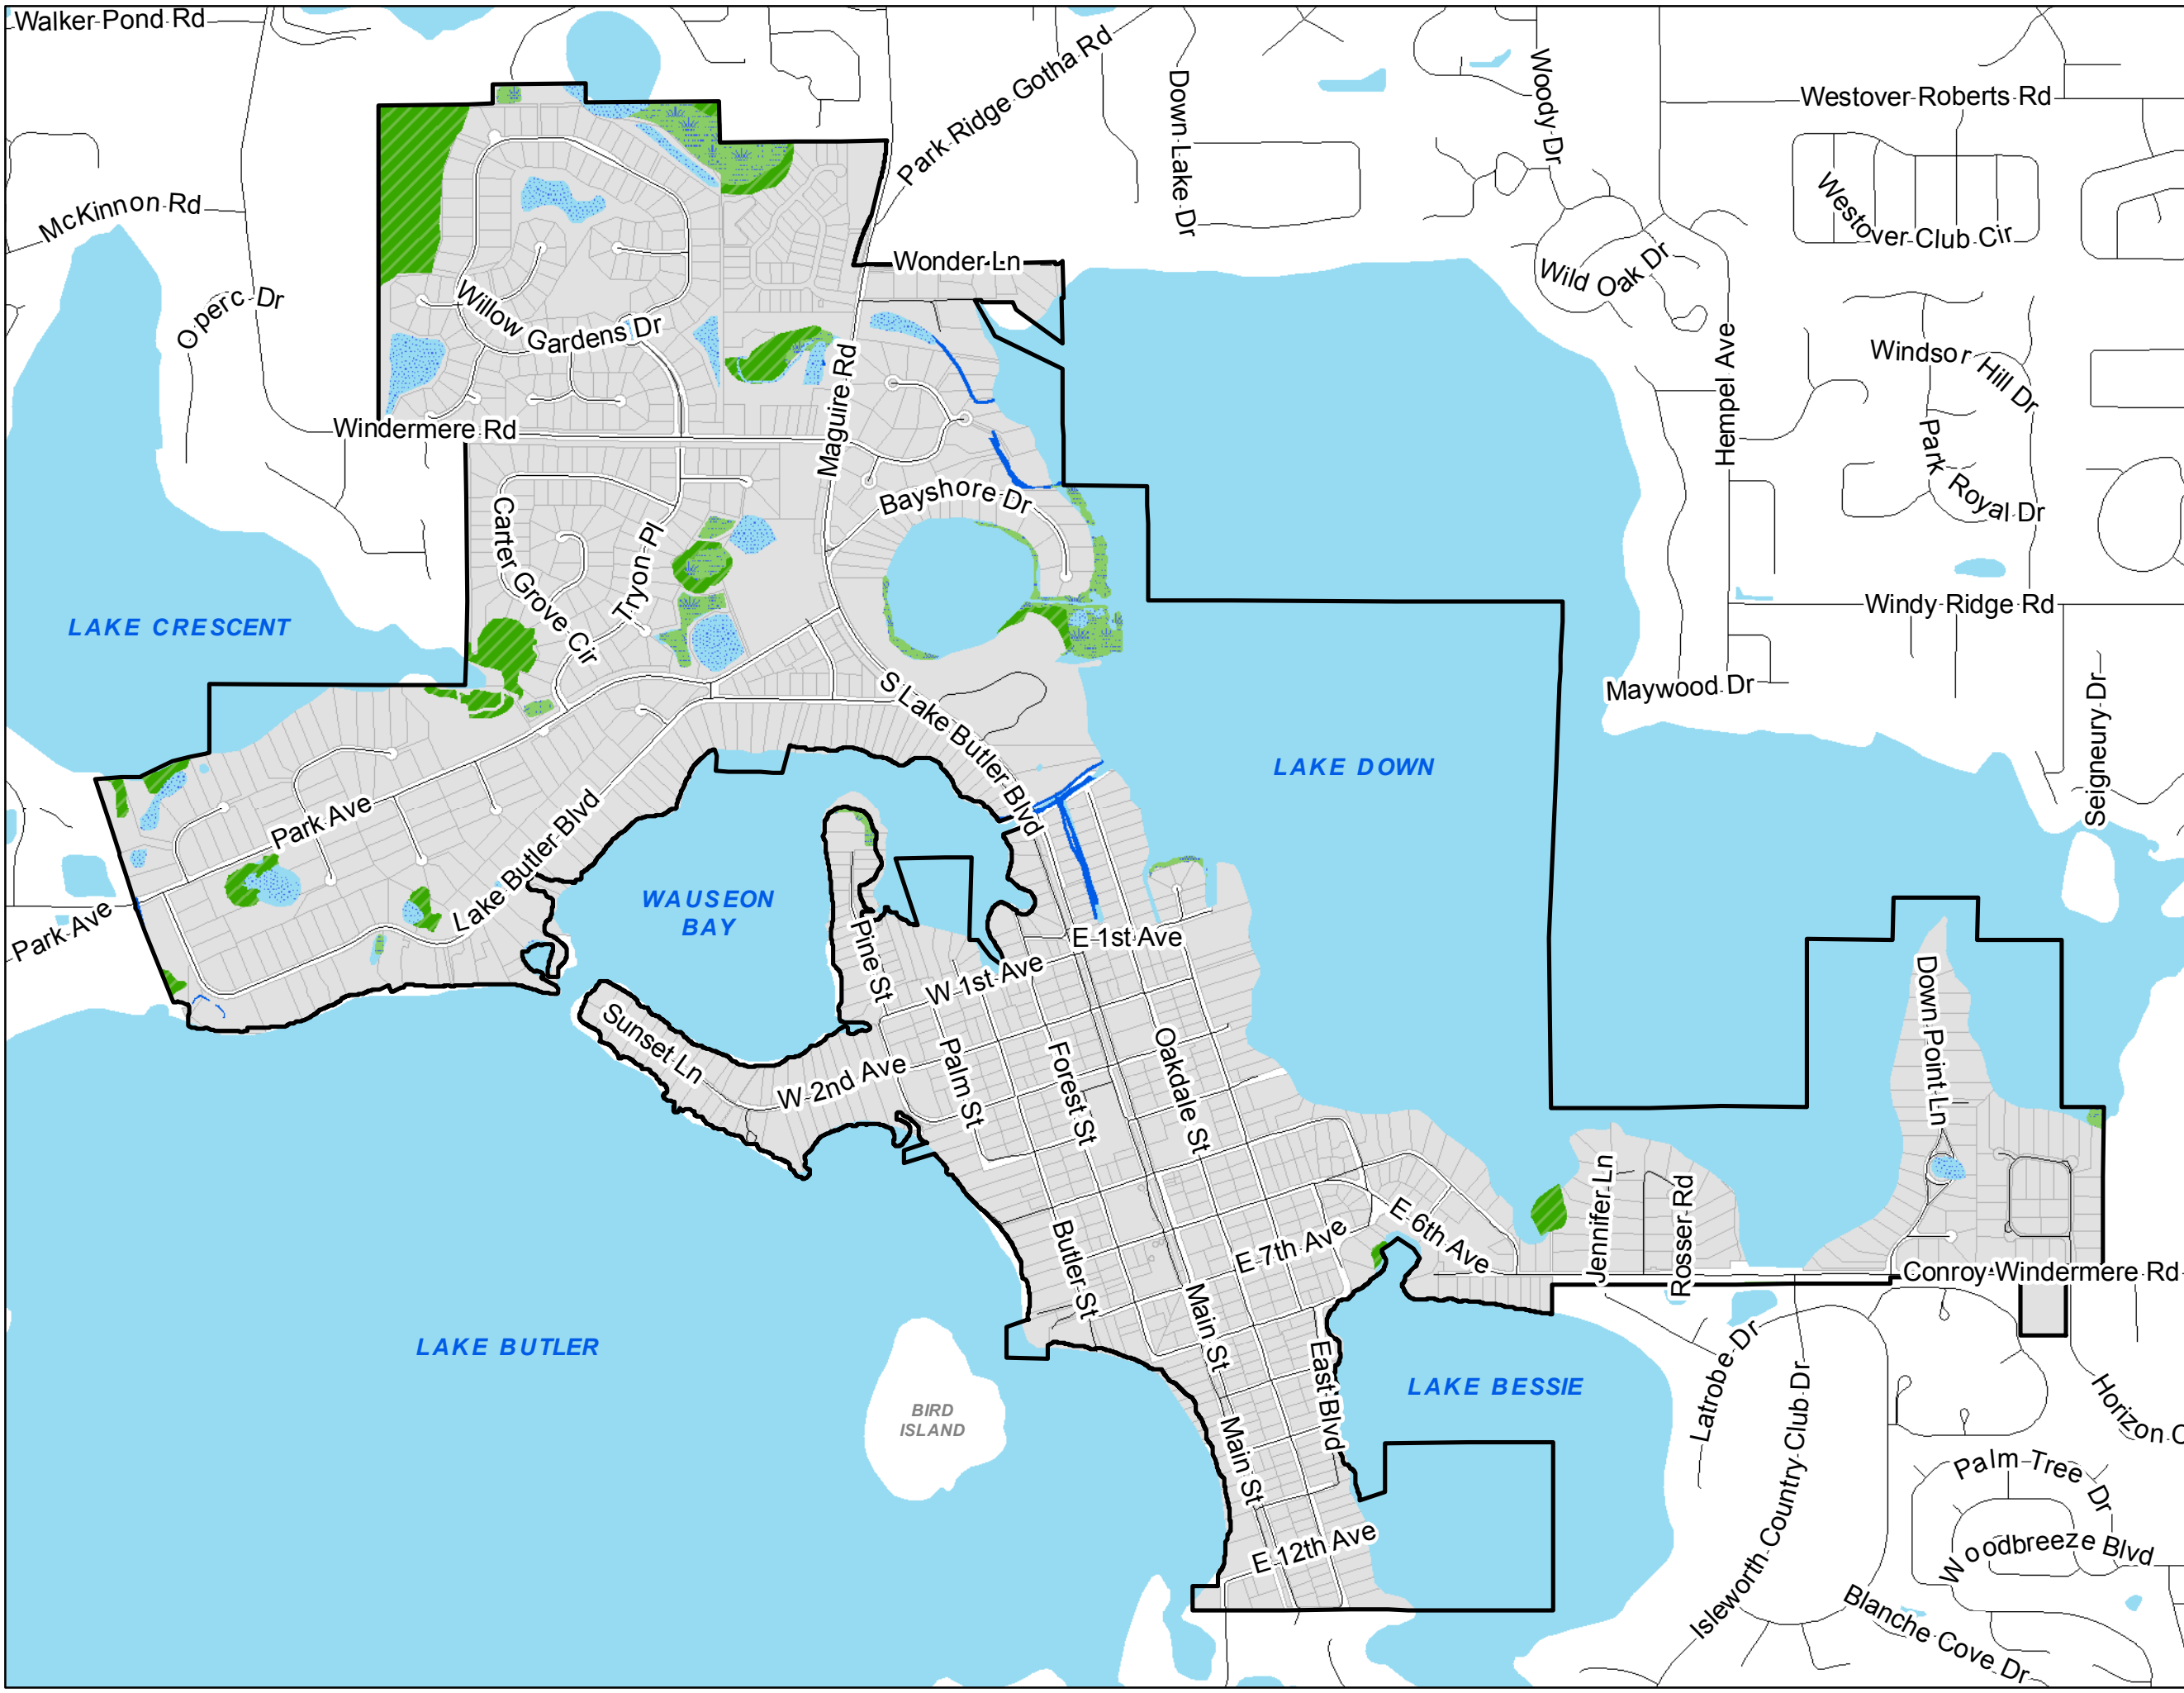 Walker Pond Rd
Park Ridge Gotha Rd
Down Lake Dr
Woody Dr
Westover Roberts Rd
McKinnon Rd
Westover Club Cir
Wonder Ln
Wild Oak Dr
Operc Dr
Willow Gardens Dr
Maguire Rd
Hempel Ave
Windsor Hill Dr
Windermere Rd
Park Royal Dr
Bayshore Dr
Carter Grove Cir
Tryon Pl
Windy Ridge Rd
LAKE CRESCENT
S Lake Butler Blvd
Maywood Dr
Seigneury Dr
LAKE DOWN
Park Ave
Lake Butler Blvd
WAUSEON
BAY
Park Ave
Pine St
E 1st Ave
W 1st Ave
Down Point Ln
Sunset Ln
W 2nd Ave
Palm St
Forest St
Oakdale St
Jennifer Ln
Rosser Rd
E 6th Ave
E 7th Ave
Butler St
Conroy Windermere Rd
Main St
LAKE BUTLER
East Blvd
LAKE BESSIE
Latrobe Dr
BIRD
ISLAND
Isleworth Country Club Dr
Horizon C
Main St
Palm Tree Dr
E 12th Ave
Woodbreeze Blvd
Blanche Cove Dr